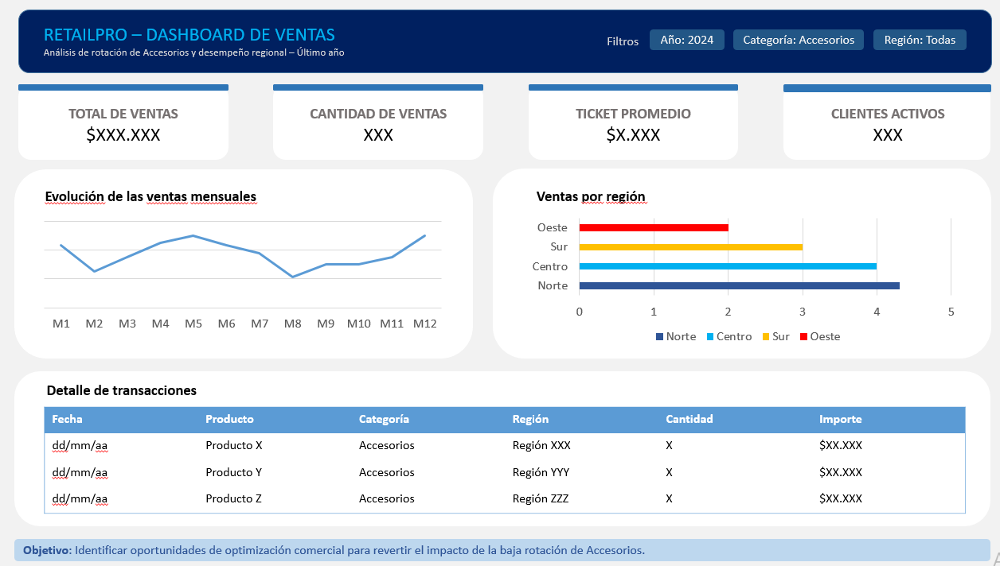 RETAILPRO – DASHBOARD DE VENTAS
Análisis de rotación de Accesorios y desempeño regional – Último año
Filtros
Año: 2024
Categoría: Accesorios
Región: Todas
TOTAL DE VENTAS
$XXX.XXX
CANTIDAD DE VENTAS
XXX
TICKET PROMEDIO
$X.XXX
CLIENTES ACTIVOS
XXX
Evolución de las ventas mensuales
M1 M2 M3 M4 M5 M6 M7 M8 M9 M10 M11 M12
Ventas por región
Oeste
Sur
Centro
Norte
0 1 2 3 4 5
Norte Centro Sur Oeste
Detalle de transacciones
Fecha Producto Categoría Región Cantidad Importe
dd/mm/aa Producto X Accesorios Región XXX X $XX.XXX
dd/mm/aa Producto Y Accesorios Región YYY X $XX.XXX
dd/mm/aa Producto Z Accesorios Región ZZZ X $XX.XXX
Objetivo: Identificar oportunidades de optimización comercial para revertir el impacto de la baja rotación de Accesorios.